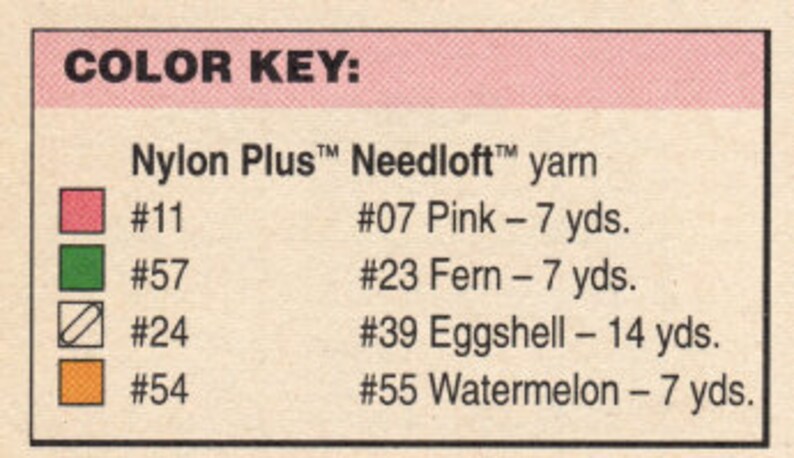 COLOR KEY:
Nylon Plus™ Needloft™ yarn
#11 #07 Pink – 7 yds.
#57 #23 Fern – 7 yds.
#24 #39 Eggshell – 14 yds.
#54 #55 Watermelon – 7 yds.